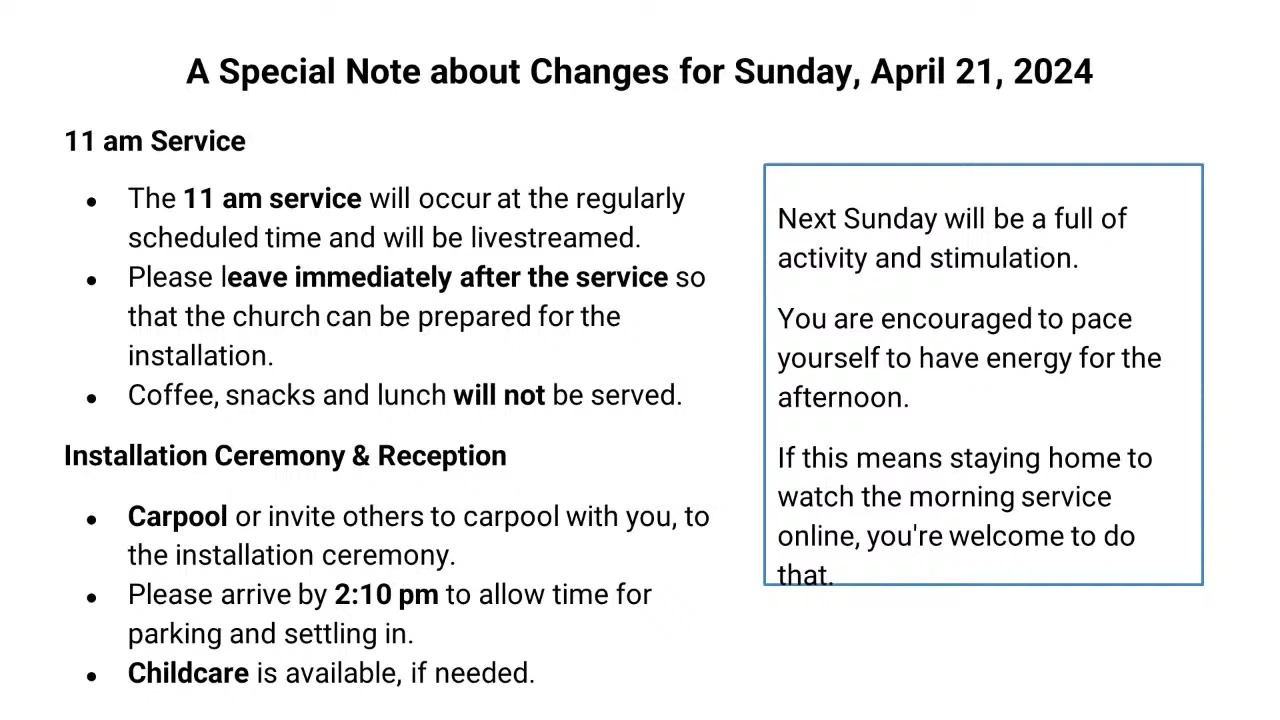 A Special Note about Changes for Sunday, April 21, 2024
11 am Service
● The 11 am service will occur at the regularly
scheduled time and will be livestreamed.
● Please leave immediately after the service so
that the church can be prepared for the
installation.
● Coffee, snacks and lunch will not be served.
Installation Ceremony & Reception
● Carpool or invite others to carpool with you, to
the installation ceremony.
● Please arrive by 2:10 pm to allow time for
parking and settling in.
● Childcare is available, if needed.
Next Sunday will be a full of
activity and stimulation.
You are encouraged to pace
yourself to have energy for the
afternoon.
If this means staying home to
watch the morning service
online, you're welcome to do
that.